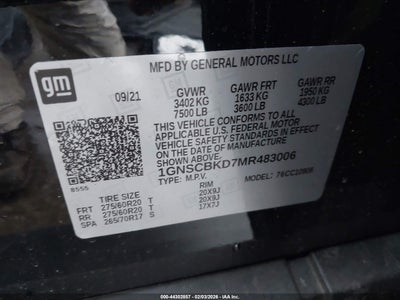 MFD BY GENERAL MOTORS LLC
gm
09/21
GVWR GAWR FRT GAWR RR
3402 KG 1633 KG 1950 KG
7500 LB 3600 LB 4300 LB
THIS VEHICLE CONFORMS TO ALL
APPLICABLE U.S. FEDERAL MOTOR
VEHICLE SAFETY STANDARDS IN EFFECT ON
THE DATE OF MANUFACTURE SHOWN ABOVE.
1GNSCBKD7MR483006
8555
TYPE: M.P.V. MODEL:
TIRE SIZE RIM
FRT 275/60R20 T 20X9J
RR 275/60R20 T 20X9J
SPA 265/70R17 S 17X7J
000-44302857 - 02/03/2026 - © IAA, Inc.